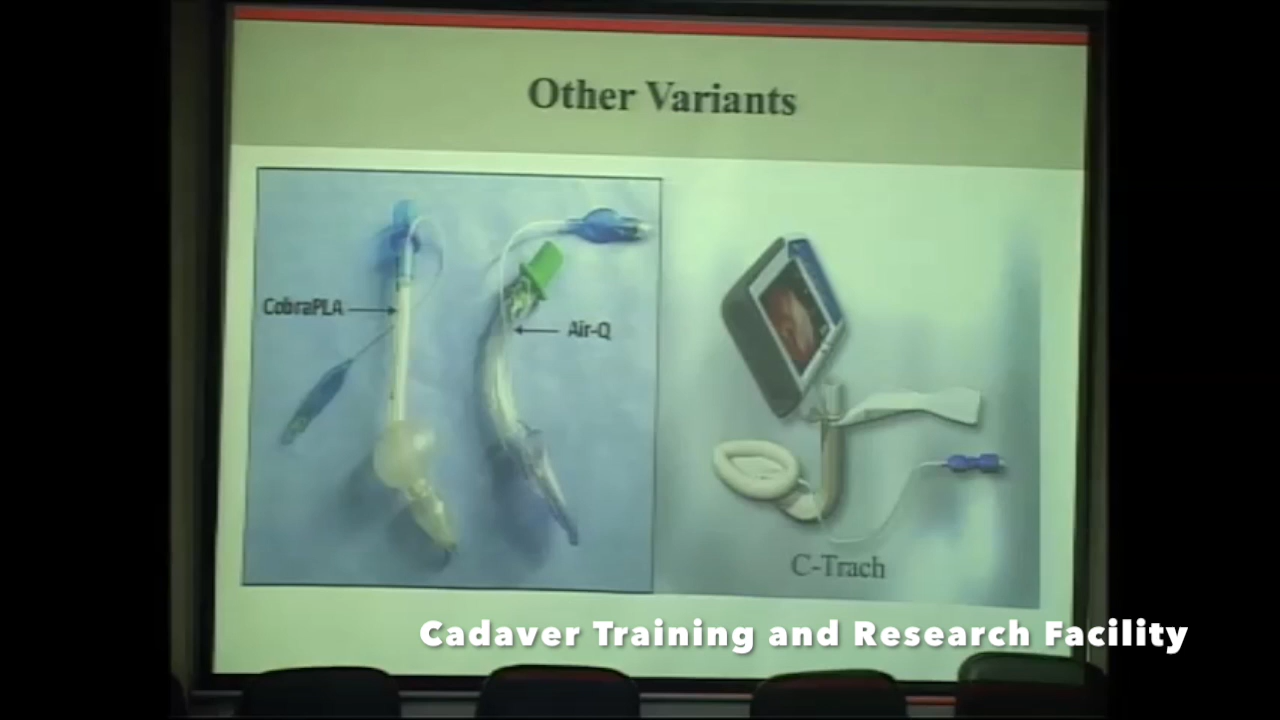 Other Variants
CobraPLA
Air-Q
C-Trach
Cadaver Training and Research Facility